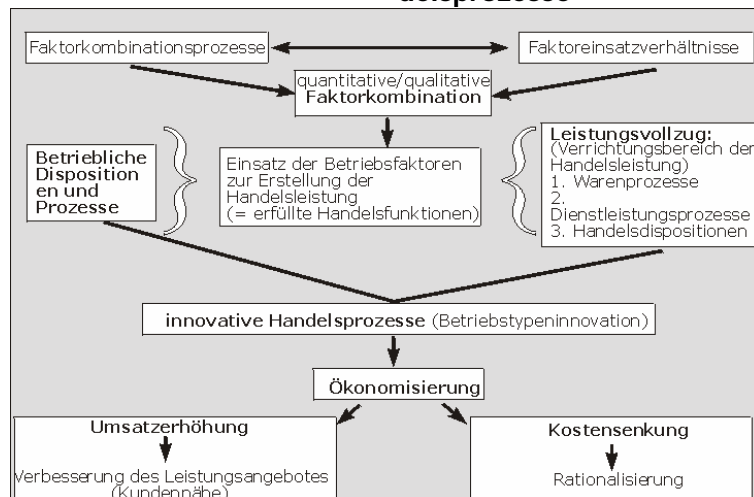 Faktorkombinationsprozesse
Faktoreinsatzverhältnisse
quantitative/qualitative
Faktorkombination
Betriebliche
Disposition
en und
Prozesse
Einsatz der Betriebsfaktoren
zur Erstellung der
Handelsleistung
(= erfüllte Handelsfunktionen)
Leistungsvollzug:
(Verrichtungsbereich der
Handelsleistung)
1. Warenprozesse
2.
Dienstleistungsprozesse
3. Handelsdispositionen
innovative Handelsprozesse (Betriebstypeninnovation)
Ökonomisierung
Umsatzerhöhung
Verbesserung des Leistungsangebotes
(Kundennähe)
Kostensenkung
Rationalisierung